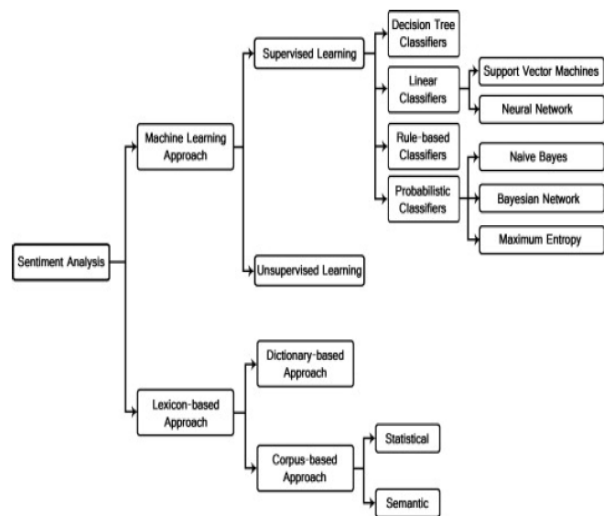 Decision Tree
Classifiers
Supervised Learning
Linear
Classifiers
Support Vector Machines
Neural Network
Machine Learning
Approach
Rule-based
Classifiers
Naive Bayes
Probabilistic
Classifiers
Bayesian Network
Maximum Entropy
Sentiment Analysis
Unsupervised Learning
Dictionary-based
Approach
Lexicon-based
Approach
Corpus-based
Approach
Statistical
Semantic